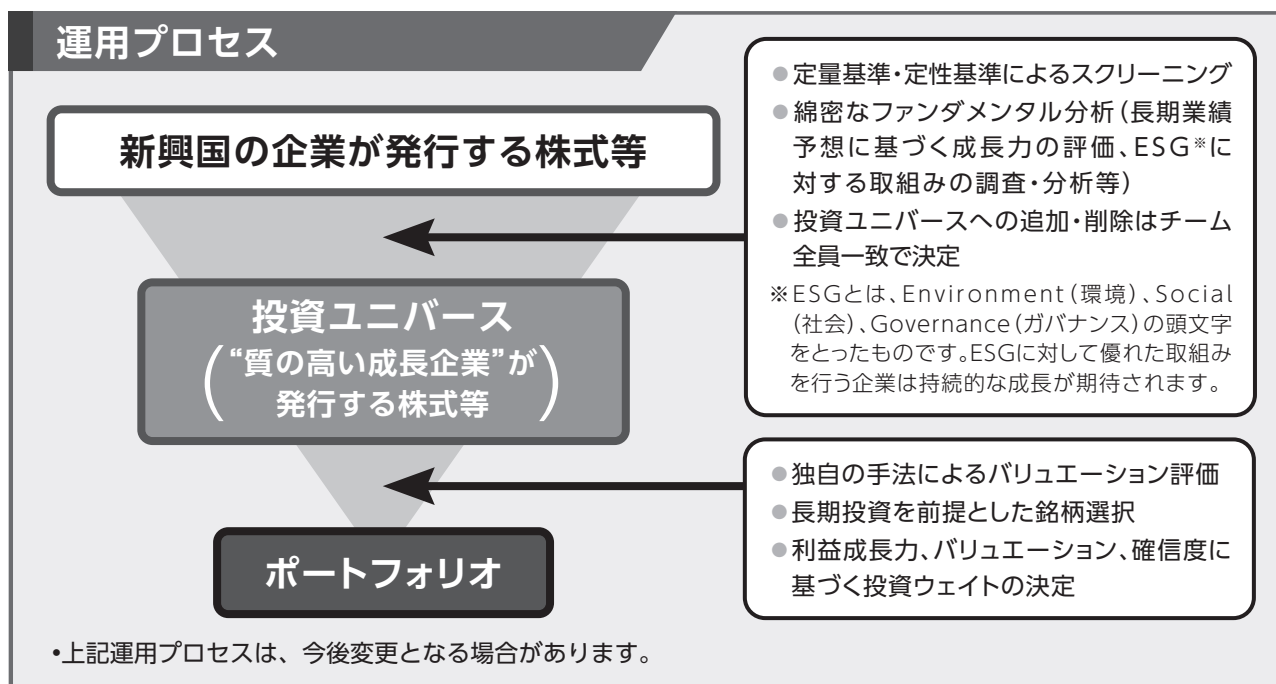 運用プロセス
新興国の企業が発行する株式等
●定量基準・定性基準によるスクリーニング
●綿密なファンダメンタル分析(長期業績
予想に基づく成長力の評価、ESG※に
対する取組みの調査・分析等)
●投資ユニバースへの追加・削除はチーム
全員一致で決定
※ESGとは、Environment(環境)、Social
(社会)、Governance(ガバナンス)の頭文字
をとったものです。ESGに対して優れた取組み
を行う企業は持続的な成長が期待されます。
投資ユニバース
(“質の高い成長企業”が
発行する株式等)
●独自の手法によるバリュエーション評価
●長期投資を前提とした銘柄選択
●利益成長力、バリュエーション、確信度に
基づく投資ウェイトの決定
ポートフォリオ
•上記運用プロセスは、今後変更となる場合があります。